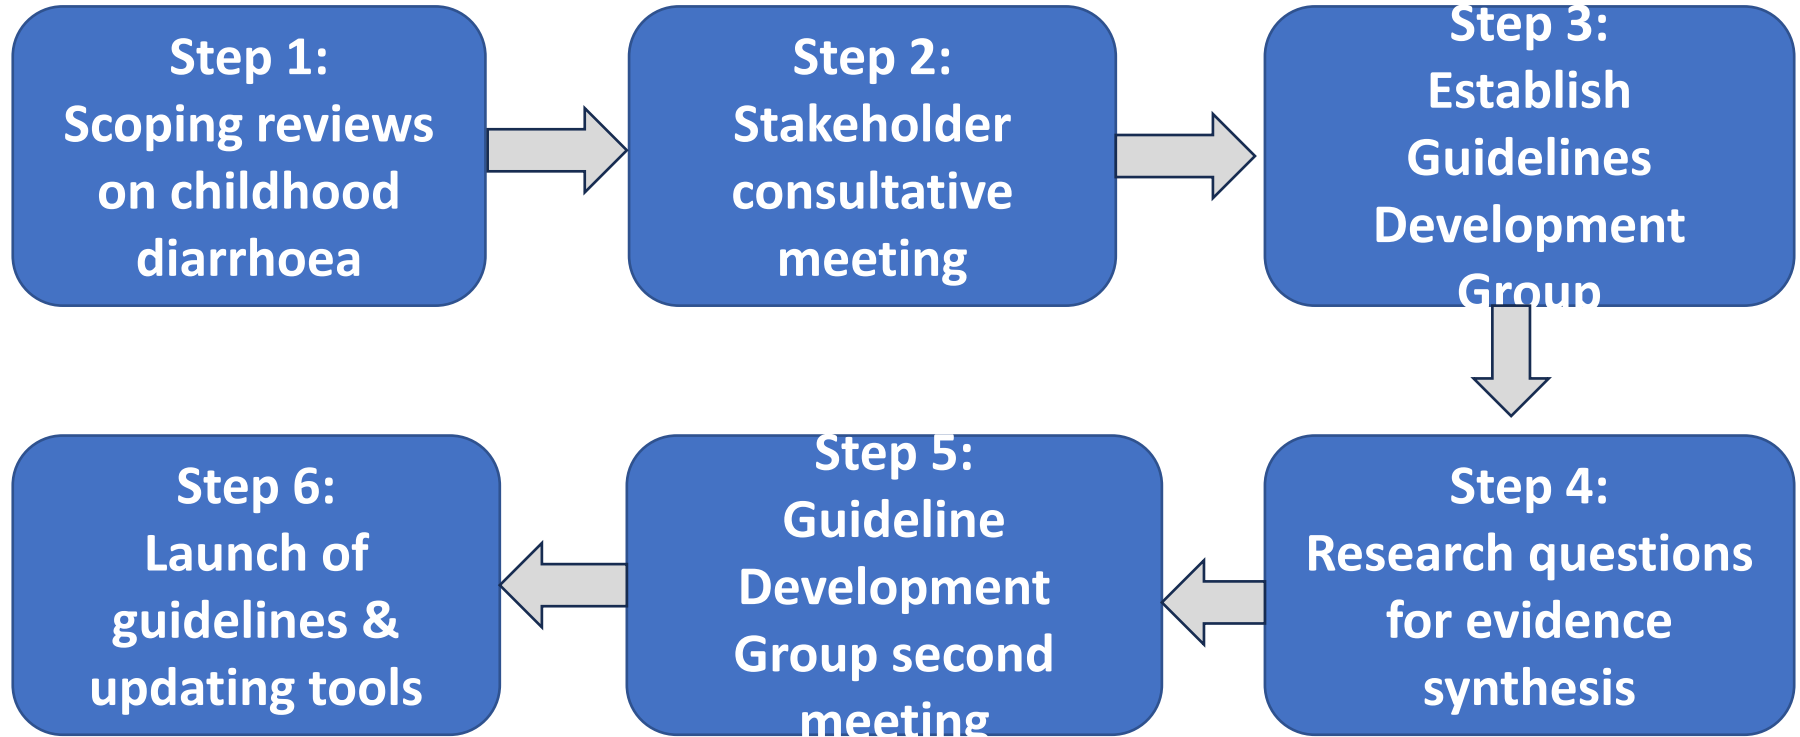 Step 1:
Scoping reviews
on childhood
diarrhoea
Step 2:
Stakeholder
consultative
meeting
Step 3:
Establish
Guidelines
Development
Group
Step 4:
Research questions
for evidence
synthesis
Step 5:
Guideline
Development
Group second
meeting
Step 6:
Launch of
guidelines &
updating tools